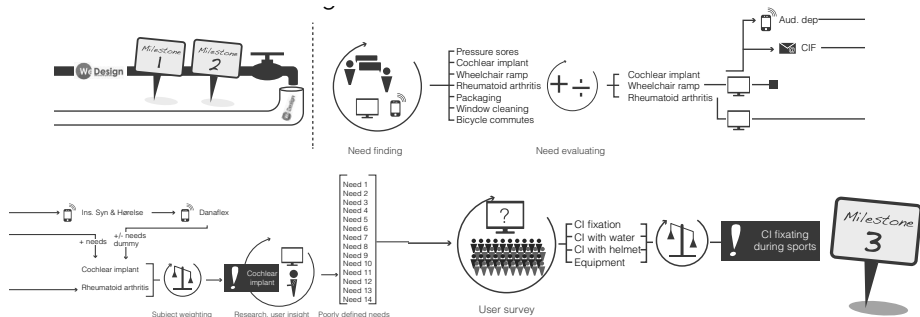 Milestone
1
Milestone
2
We Design
We Design
Pressure sores
Cochlear implant
Wheelchair ramp
Rheumatoid arthritis
Packaging
Window cleaning
Bicycle commutes
Need finding
Need evaluating
Cochlear implant
Wheelchair ramp
Rheumatoid arthritis
Aud. dep
CIF
Ins. Syn & Hørelse
Danaflex
+ needs
+/- needs
dummy
Cochlear implant
Rheumatoid arthritis
Subject weighting
Cochlear
implant
Research, user insight
Need 1
Need 2
Need 3
Need 4
Need 5
Need 6
Need 7
Need 8
Need 9
Need 10
Need 11
Need 12
Need 13
Need 14
Poorly defined needs
?
User survey
CI fixation
CI with water
CI with helmet
Equipment
!
CI fixating
during sports
Milestone
3